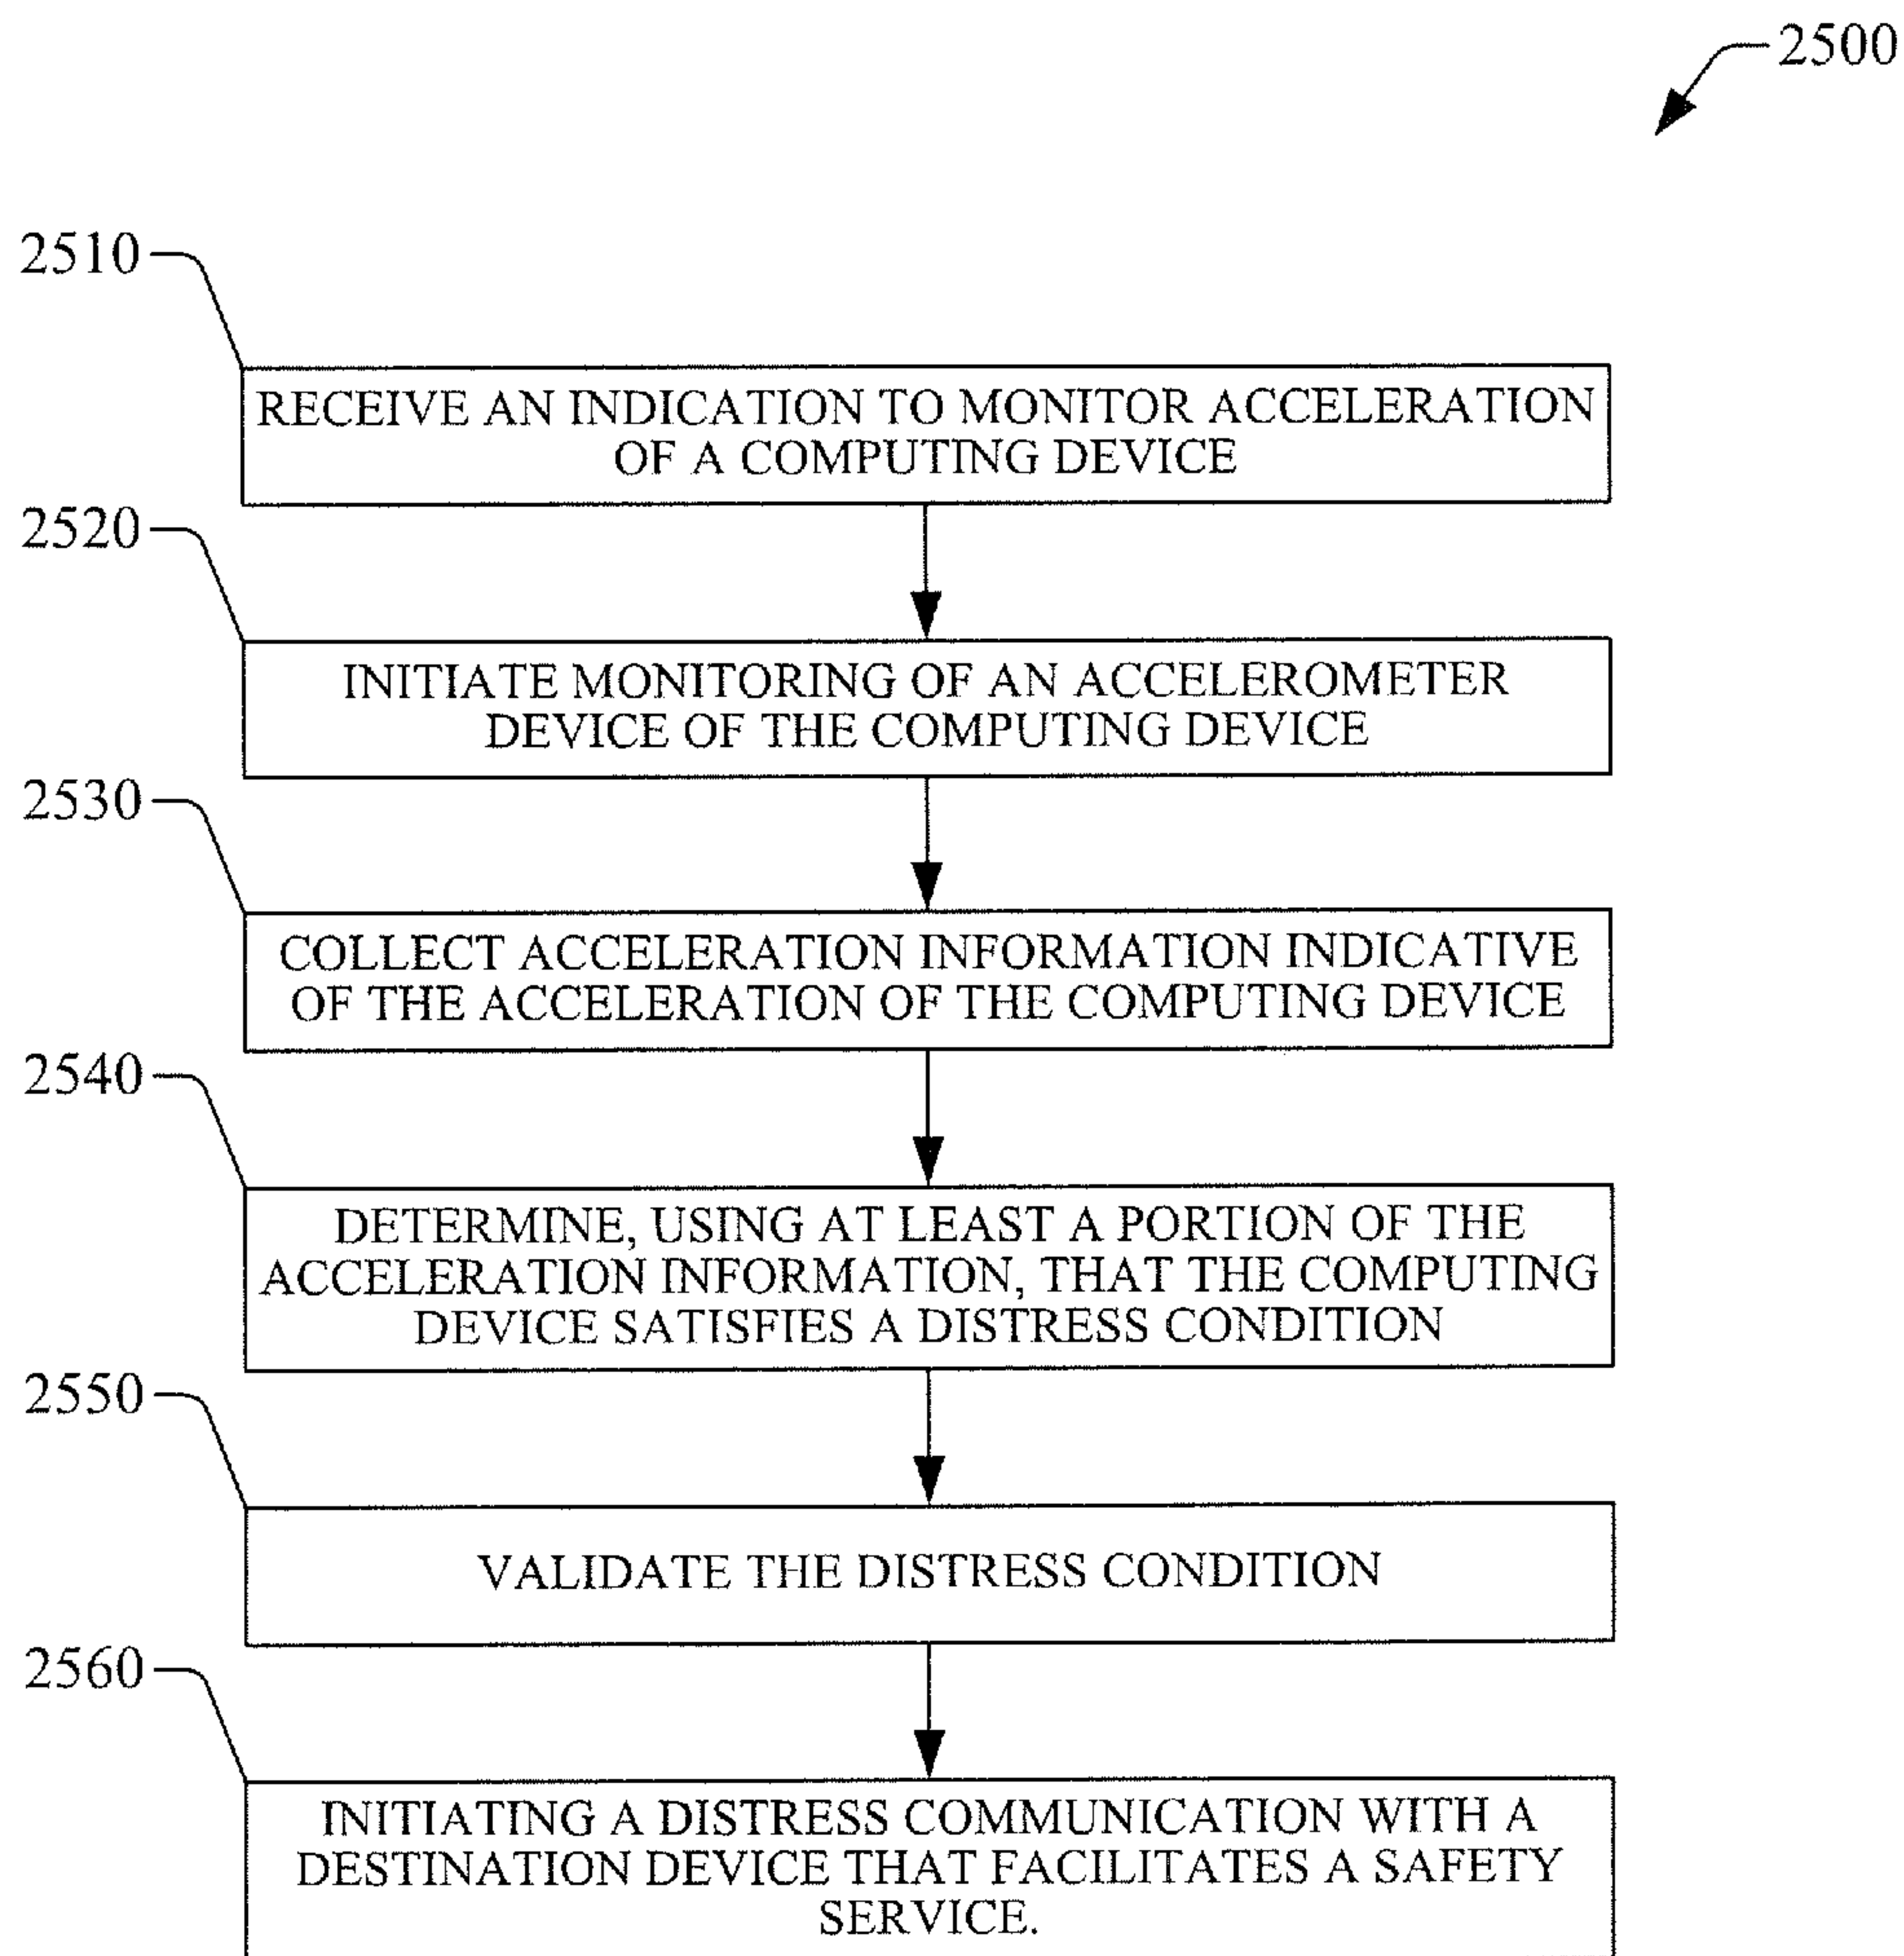 2500
2510
RECEIVE AN INDICATION TO MONITOR ACCELERATION
OF A COMPUTING DEVICE
2520
INITIATE MONITORING OF AN ACCELEROMETER
DEVICE OF THE COMPUTING DEVICE
2530
COLLECT ACCELERATION INFORMATION INDICATIVE
OF THE ACCELERATION OF THE COMPUTING DEVICE
2540
DETERMINE, USING AT LEAST A PORTION OF THE
ACCELERATION INFORMATION, THAT THE COMPUTING
DEVICE SATISFIES A DISTRESS CONDITION
2550
VALIDATE THE DISTRESS CONDITION
2560
INITIATING A DISTRESS COMMUNICATION WITH A
DESTINATION DEVICE THAT FACILITATES A SAFETY
SERVICE.